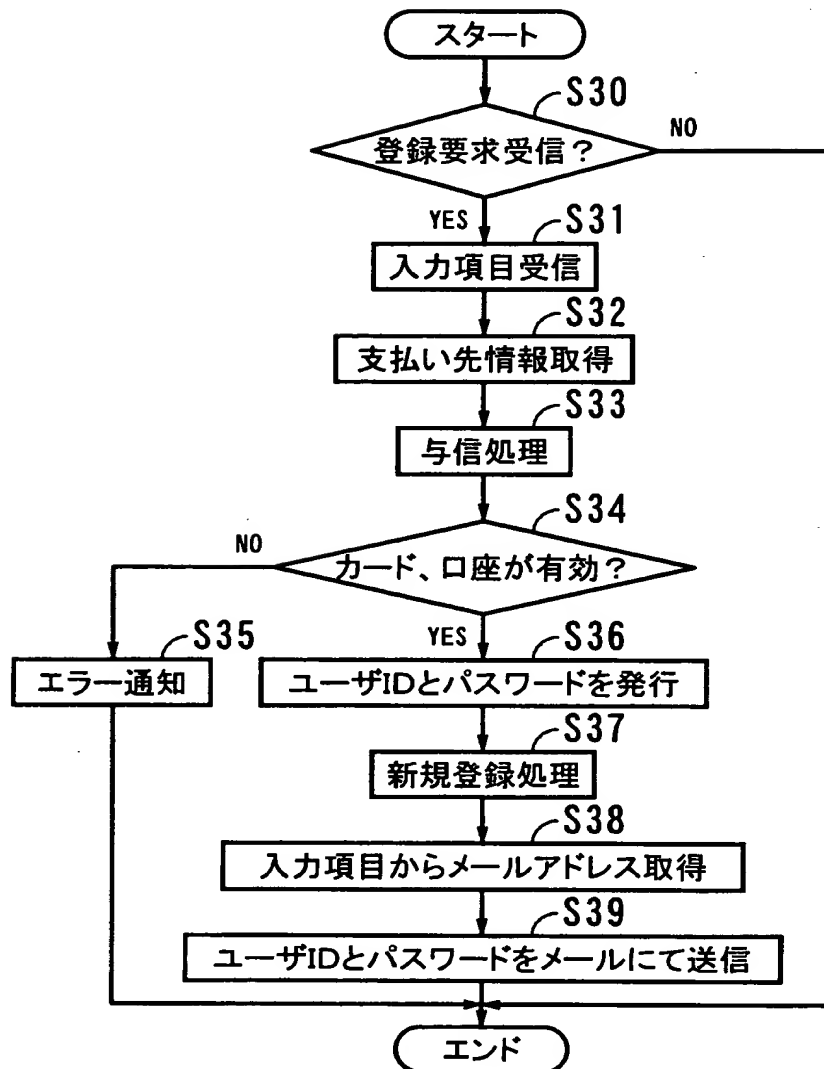 スタート
S30
登録要求受信？
NO
YES
S31
入力項目受信
S32
支払い先情報取得
S33
与信処理
S34
カード、口座が有効？
NO
YES
S35
エラー通知
S36
ユーザIDとパスワードを発行
S37
新規登録処理
S38
入力項目からメールアドレス取得
S39
ユーザIDとパスワードをメールにて送信
エンド